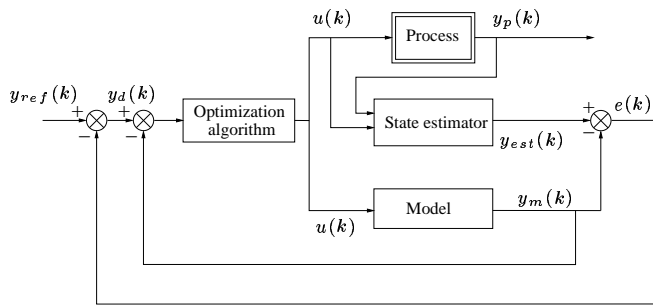 u(k)
y_p(k)
Process
y_ref(k)
y_d(k)
+
−
+
−
Optimization
algorithm
State estimator
y_est(k)
+
−
e(k)
Model
y_m(k)
u(k)